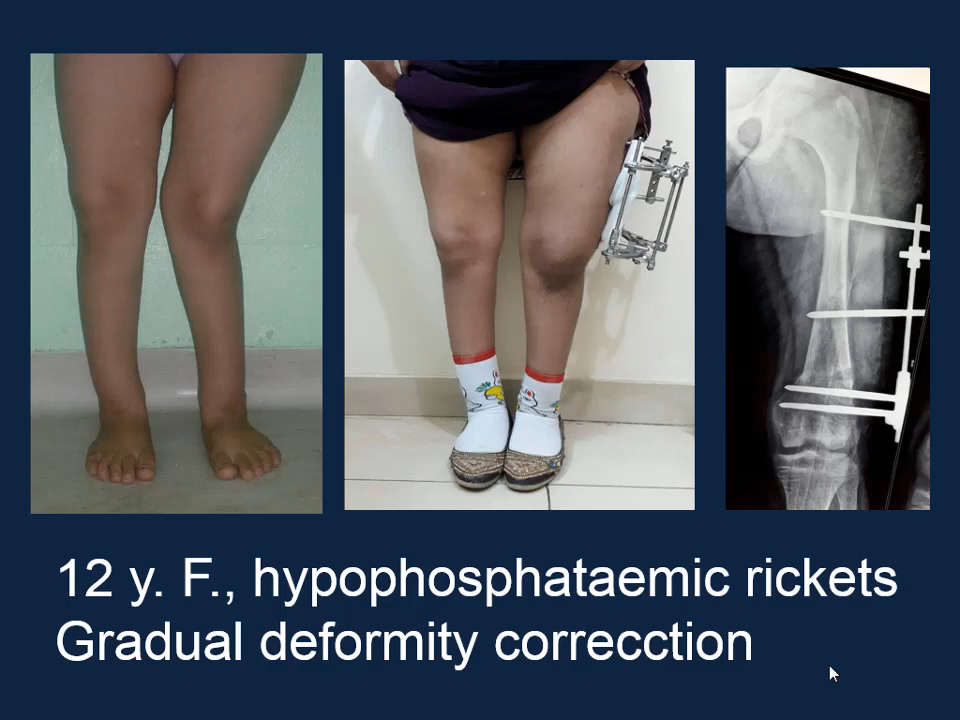 12 y. F., hypophosphataemic rickets
Gradual deformity correcction